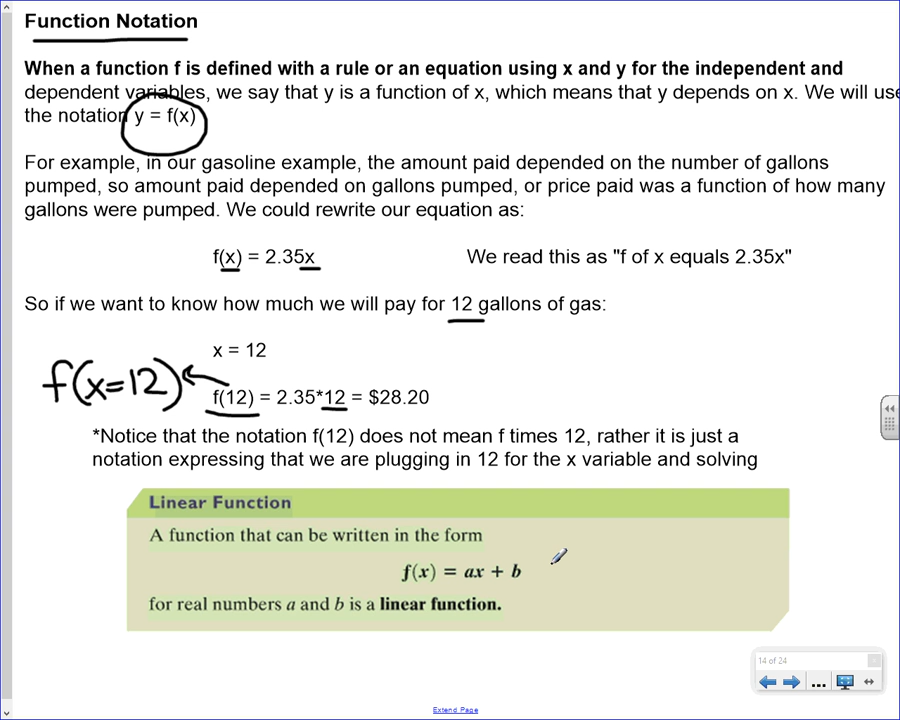 Function Notation
When a function f is defined with a rule or an equation using x and y for the independent and
dependent variables, we say that y is a function of x, which means that y depends on x. We will use
the notation y = f(x)
For example, in our gasoline example, the amount paid depended on the number of gallons
pumped, so amount paid depended on gallons pumped, or price paid was a function of how many
gallons were pumped. We could rewrite our equation as:
f(x) = 2.35x We read this as "f of x equals 2.35x"
So if we want to know how much we will pay for 12 gallons of gas:
x = 12
f(x=12)
f(12) = 2.35*12 = $28.20
*Notice that the notation f(12) does not mean f times 12, rather it is just a
notation expressing that we are plugging in 12 for the x variable and solving
Linear Function
A function that can be written in the form
f(x) = ax + b
for real numbers a and b is a linear function.
14 of 24
...
Extend Page